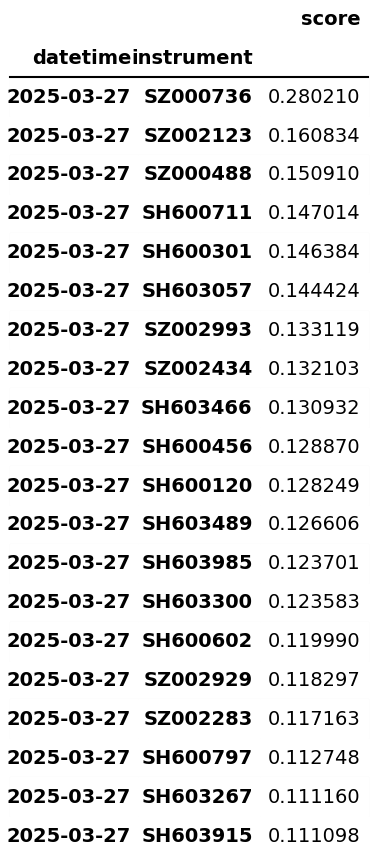 score
datetime instrument
2025-03-27 SZ000736 0.280210
2025-03-27 SZ002123 0.160834
2025-03-27 SZ000488 0.150910
2025-03-27 SH600711 0.147014
2025-03-27 SH600301 0.146384
2025-03-27 SH603057 0.144424
2025-03-27 SZ002993 0.133119
2025-03-27 SZ002434 0.132103
2025-03-27 SH603466 0.130932
2025-03-27 SH600456 0.128870
2025-03-27 SH600120 0.128249
2025-03-27 SH603489 0.126606
2025-03-27 SH603985 0.123701
2025-03-27 SH603300 0.123583
2025-03-27 SH600602 0.119990
2025-03-27 SZ002929 0.118297
2025-03-27 SZ002283 0.117163
2025-03-27 SH600797 0.112748
2025-03-27 SH603267 0.111160
2025-03-27 SH603915 0.111098